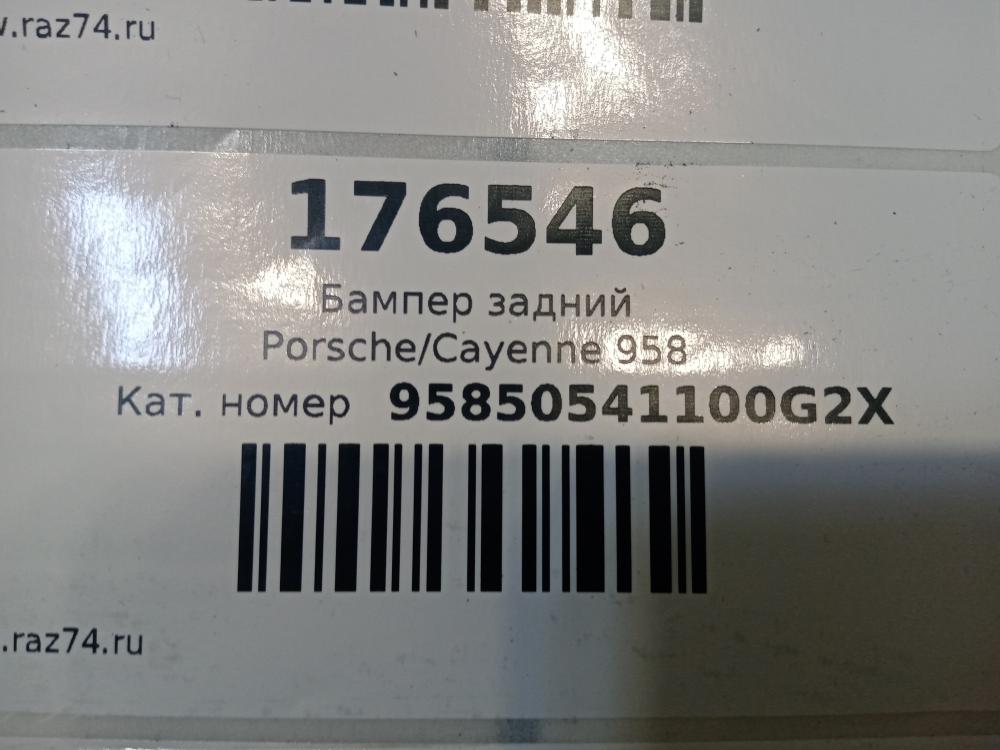 .raz74.ru
176546
Бампер задний
Porsche/Cayenne 958
Кат. номер 95850541100G2X
.raz74.ru